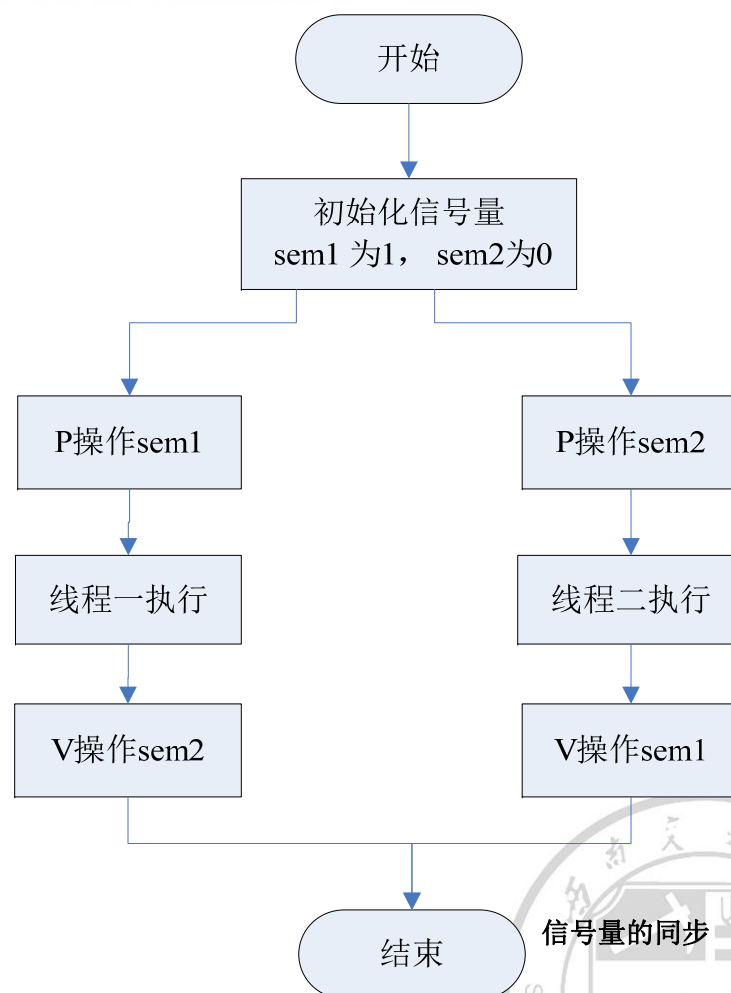 开始
初始化信号量
sem1 为1， sem2为0
P操作sem1
P操作sem2
线程一执行
线程二执行
V操作sem2
V操作sem1
结束
信号量的同步